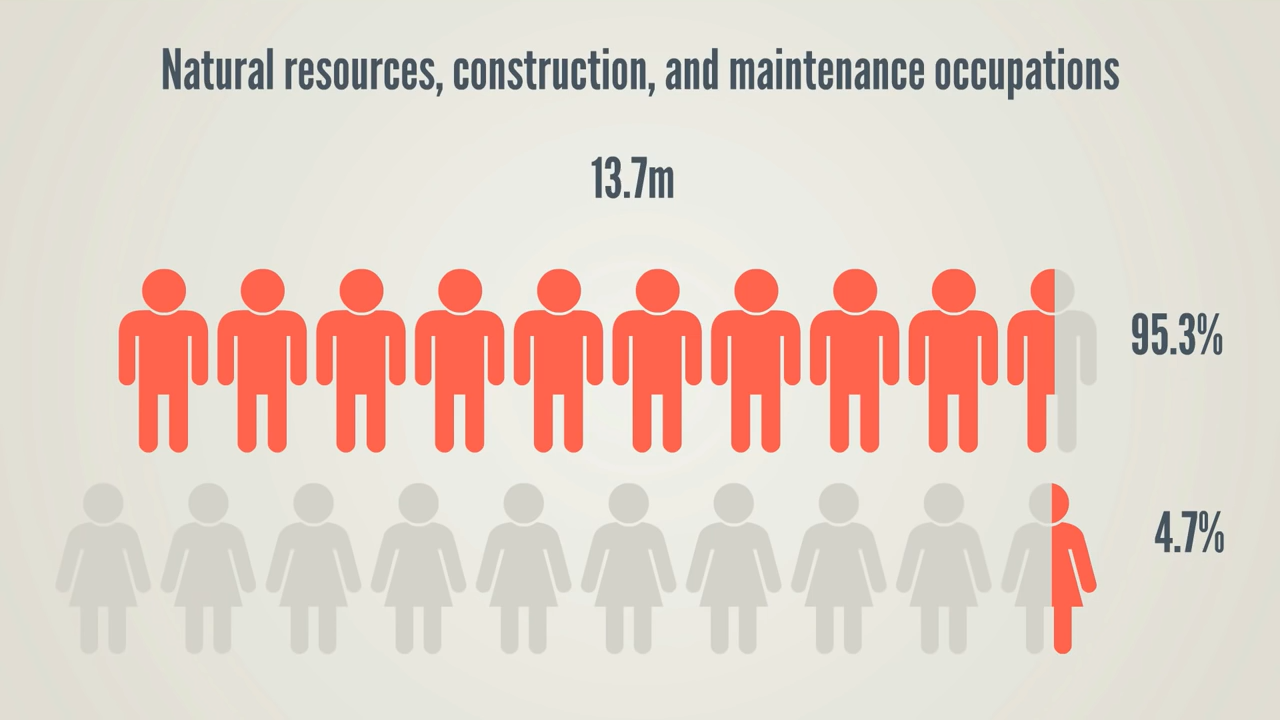 Natural resources, construction, and maintenance occupations
13.7m
95.3%
4.7%